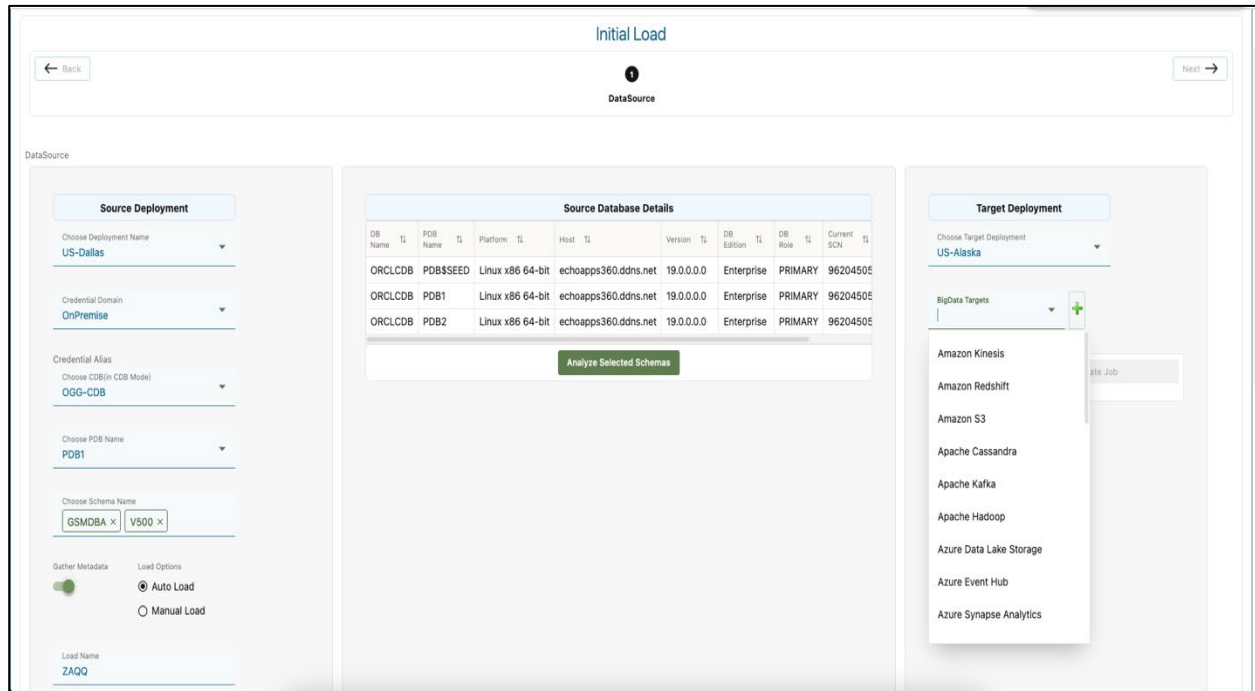 Initial Load
Back
1
Next
DataSource
DataSource
Source Deployment
Choose Deployment Name
US-Dallas
Credential Domain
OnPremise
Credential Alias
Choose CDB(in CDB Mode)
OGG-CDB
Choose PDB Name
PDB1
Choose Schema Name
GSMDBA × V500 ×
Gather Metadata Load Options
Auto Load
Manual Load
Load Name
ZAQQ
Source Database Details
DB Name PDB Name Platform Host Version DB Edition DB Role Current SCN
ORCLCDB PDB$SEED Linux x86 64-bit echoapps360.ddns.net 19.0.0.0.0 Enterprise PRIMARY 96204505
ORCLCDB PDB1 Linux x86 64-bit echoapps360.ddns.net 19.0.0.0.0 Enterprise PRIMARY 96204505
ORCLCDB PDB2 Linux x86 64-bit echoapps360.ddns.net 19.0.0.0.0 Enterprise PRIMARY 96204505
Analyze Selected Schemas
Target Deployment
Choose Target Deployment
US-Alaska
BigData Targets
Amazon Kinesis
Amazon Redshift
Amazon S3
Apache Cassandra
Apache Kafka
Apache Hadoop
Azure Data Lake Storage
Azure Event Hub
Azure Synapse Analytics
ate Job